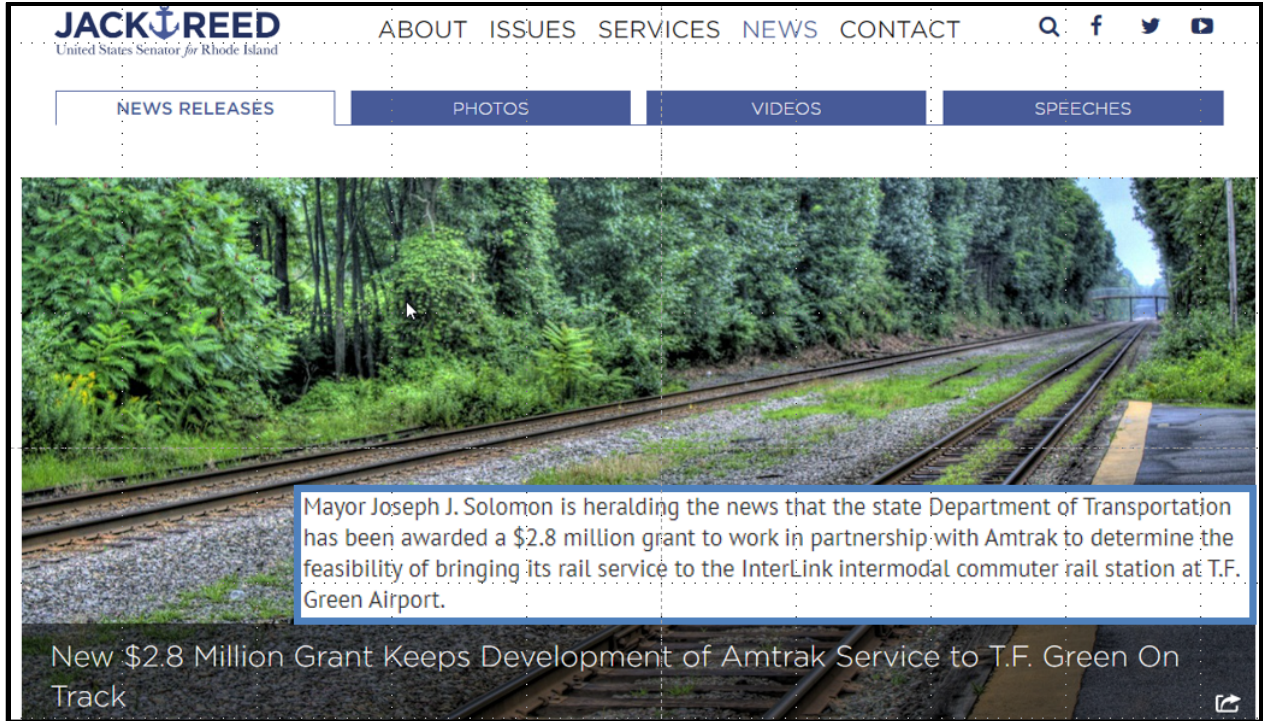 JACK REED
United States Senator for Rhode Island
ABOUT ISSUES SERVICES NEWS CONTACT
NEWS RELEASES
PHOTOS
VIDEOS
SPEECHES
Mayor Joseph J. Solomon is heralding the news that the state Department of Transportation
has been awarded a $2.8 million grant to work in partnership with Amtrak to determine the
feasibility of bringing its rail service to the InterLink intermodal commuter rail station at T.F.
Green Airport.
New $2.8 Million Grant Keeps Development of Amtrak Service to T.F. Green On
Track